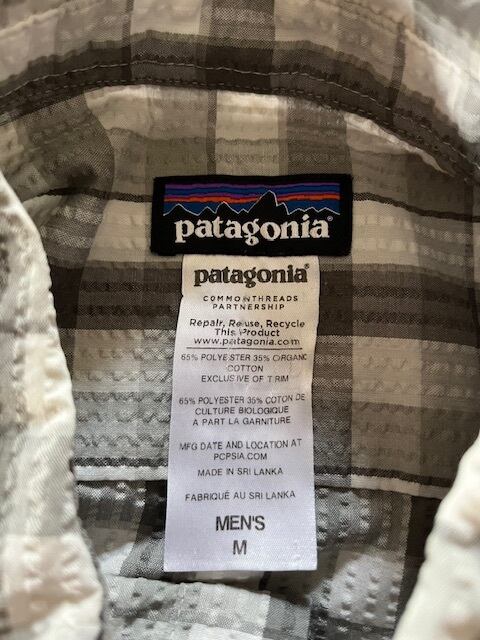 patagonia®
patagonia®
COMMONTHREADS
PARTNERSHIP
Repair, Reuse, Recycle
This Product
www.patagonia.com
65% POLYESTER 35% ORGANIC
COTTON
EXCLUSIVE OF TRIM
65% POLYESTER 35% COTON DE
CULTURE BIOLOGIQUE
A PART LA GARNITURE
MFG DATE AND LOCATION AT
PCPSIA.COM
MADE IN SRI LANKA
FABRIQUÉ AU SRI LANKA
MEN'S
M